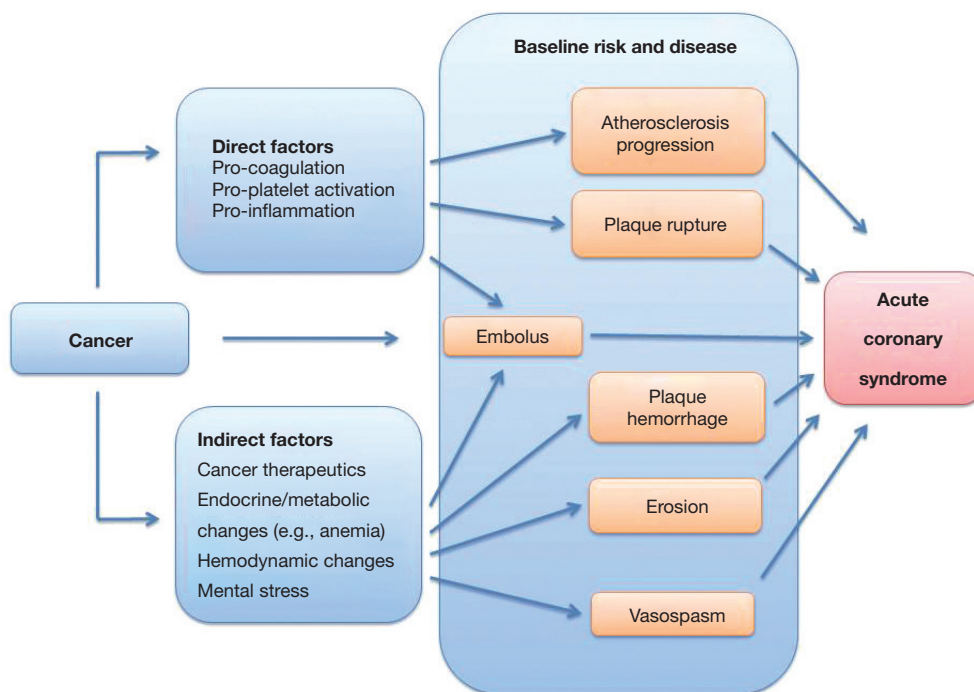 Baseline risk and disease
Direct factors
Pro-coagulation
Pro-platelet activation
Pro-inflammation
Atherosclerosis
progression
Plaque rupture
Cancer
Embolus
Acute
coronary
syndrome
Plaque
hemorrhage
Indirect factors
Cancer therapeutics
Endocrine/metabolic
changes (e.g., anemia)
Hemodynamic changes
Mental stress
Erosion
Vasospasm